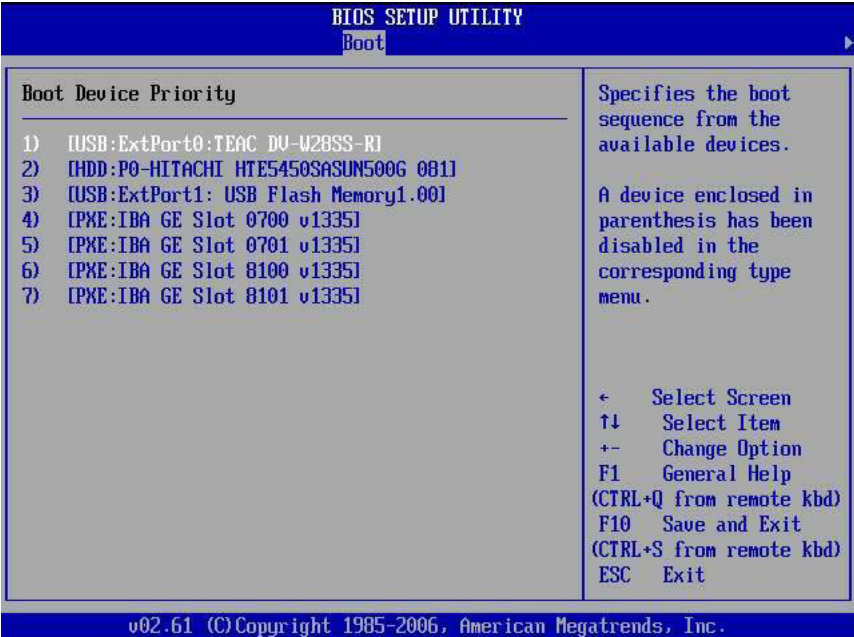 BIOS SETUP UTILITY
Boot
Boot Device Priority
1) [USB:ExtPort0:TEAC DV-W28SS-R]
2) [HDD:P0-HITACHI HTE5450SASUN500G 081]
3) [USB:ExtPort1: USB Flash Memory1.00]
4) [PXE:IBA GE Slot 0700 v1335]
5) [PXE:IBA GE Slot 0701 v1335]
6) [PXE:IBA GE Slot 8100 v1335]
7) [PXE:IBA GE Slot 8101 v1335]
Specifies the boot
sequence from the
available devices.
A device enclosed in
parenthesis has been
disabled in the
corresponding type
menu.
← Select Screen
↑↓ Select Item
+- Change Option
F1 General Help
(CTRL+Q from remote kbd)
F10 Save and Exit
(CTRL+S from remote kbd)
ESC Exit
v02.61 (C)Copyright 1985-2006, American Megatrends, Inc.